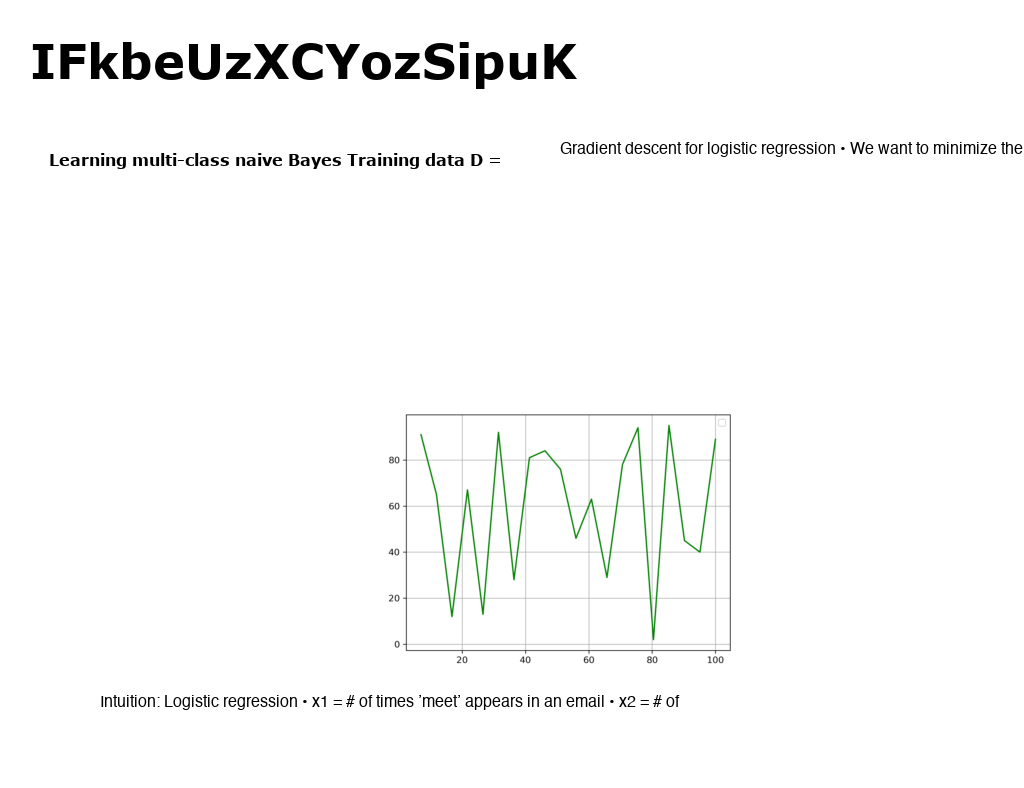 IFkbeUzXCYozSipuK
Learning multi-class naive Bayes Training data D =
Gradient descent for logistic regression • We want to minimize the
80
60
40
20
0
20 40 60 80 100
Intuition: Logistic regression • x1 = # of times 'meet' appears in an email • x2 = # of